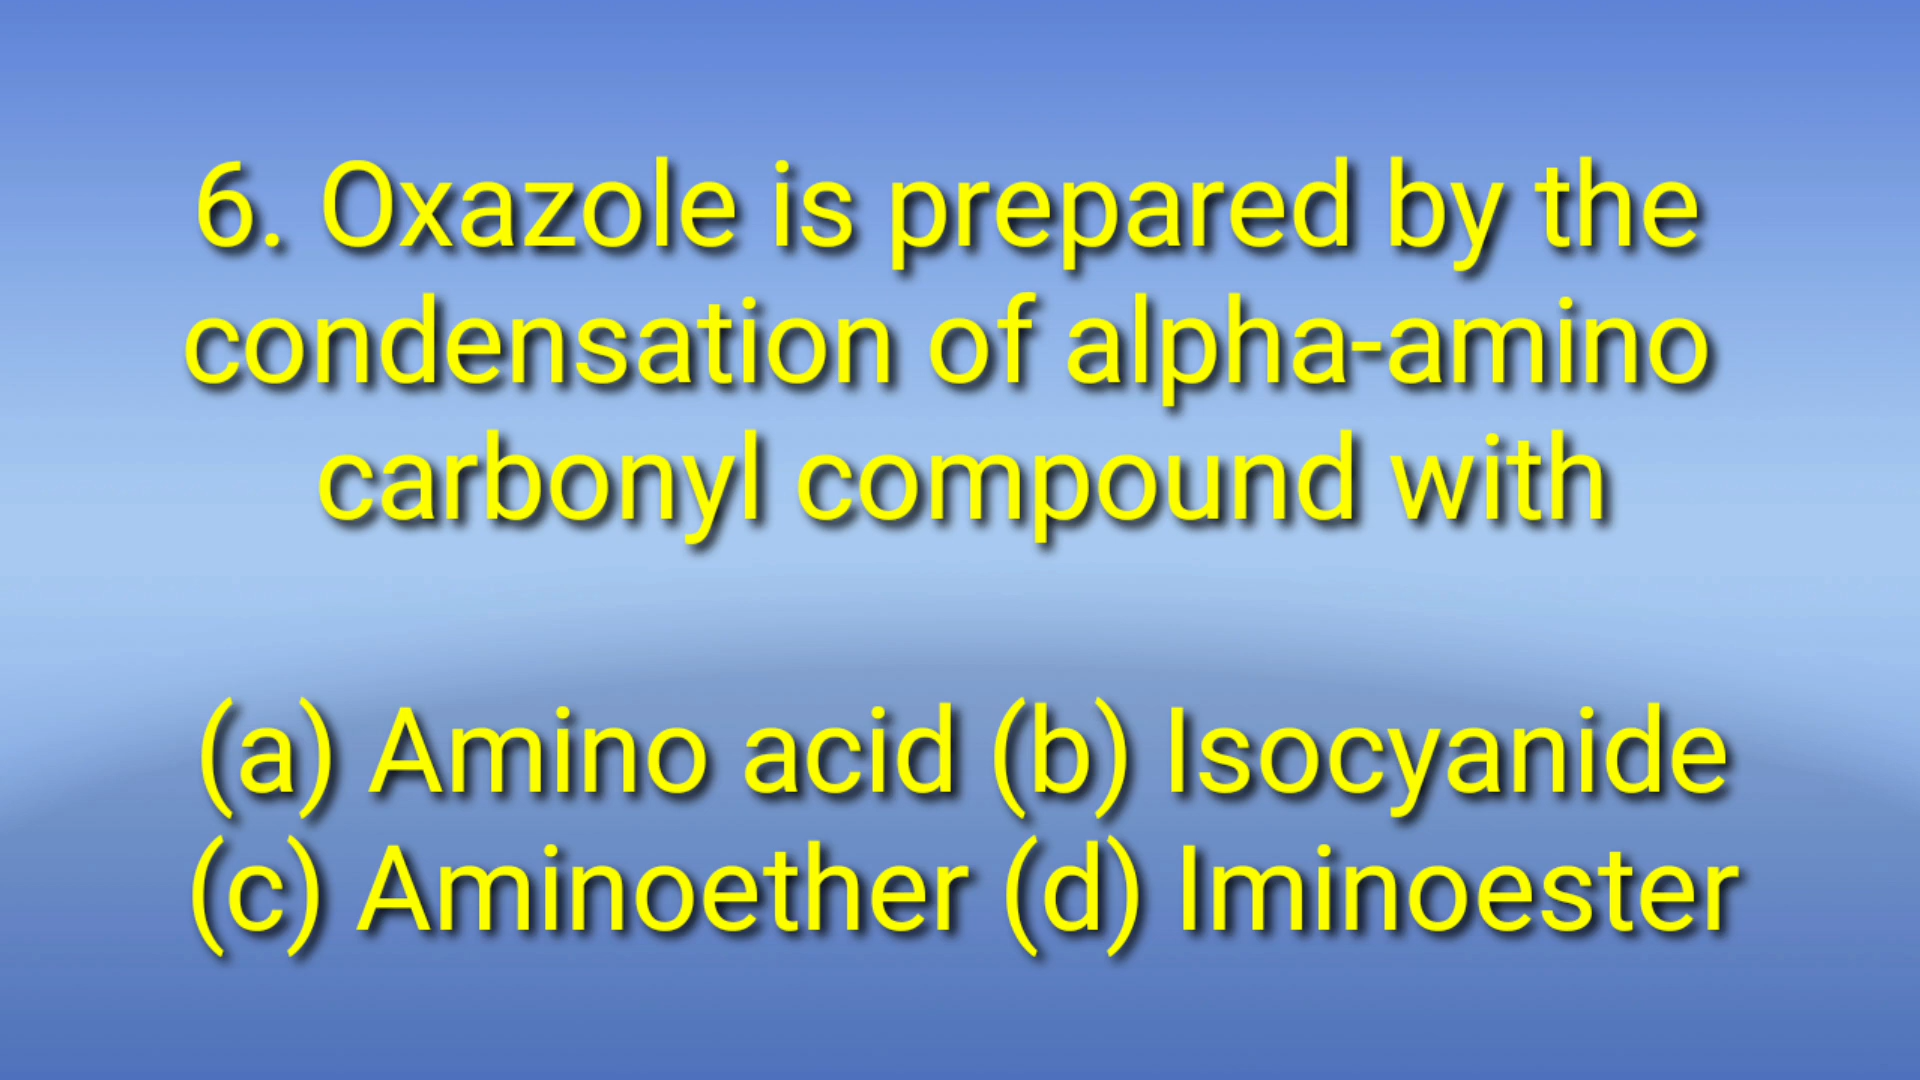 6. Oxazole is prepared by the
condensation of alpha-amino
carbonyl compound with
(a) Amino acid (b) Isocyanide
(c) Aminoether (d) Iminoester